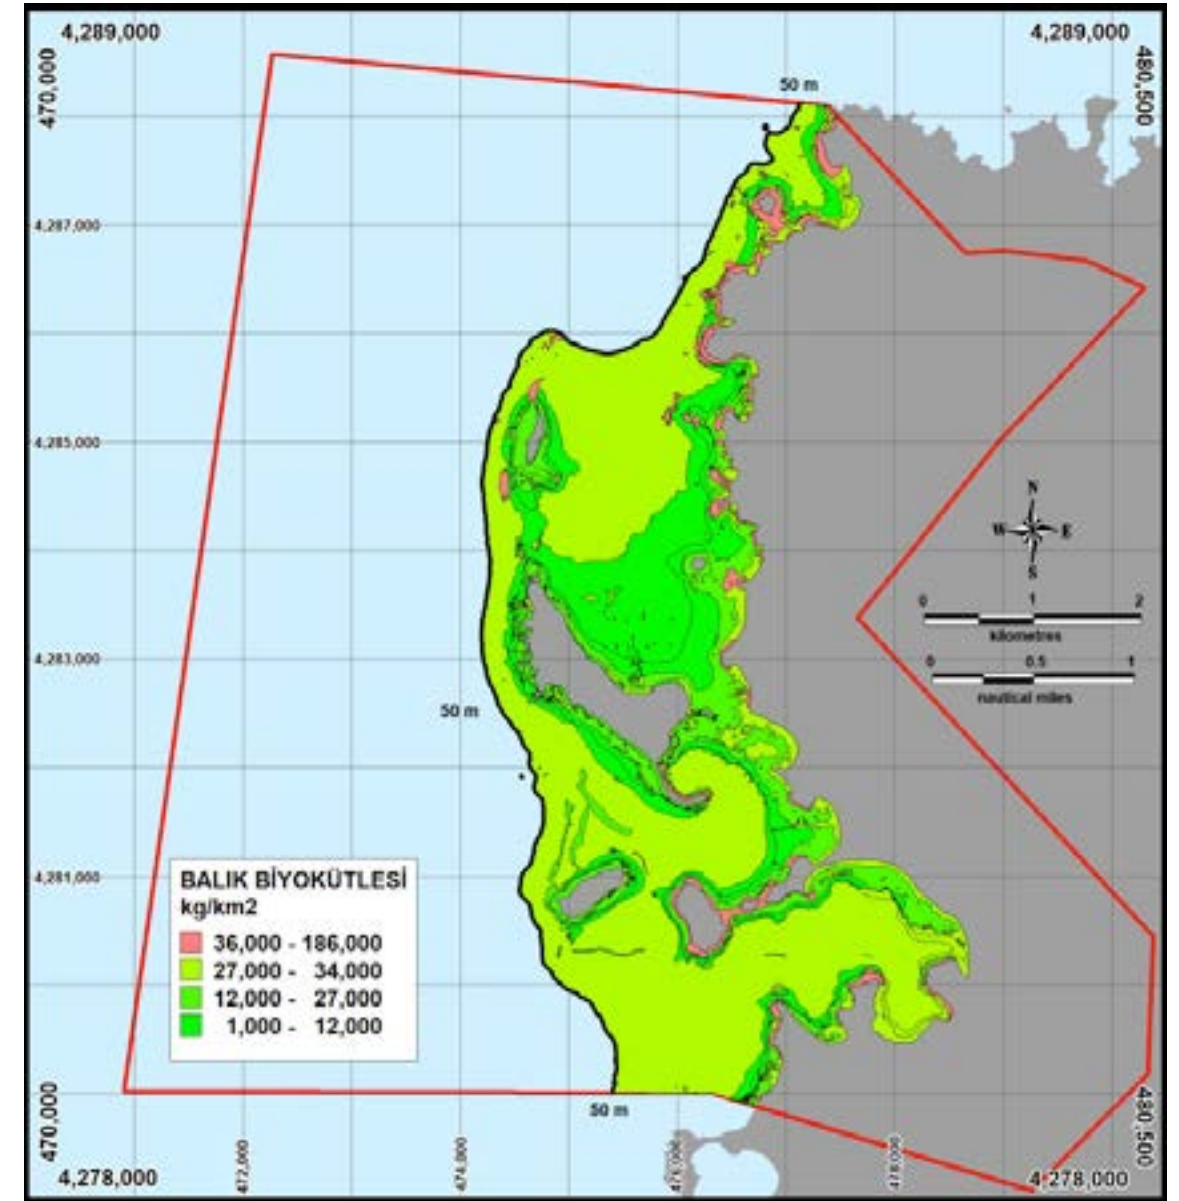 4,289,000
4,289,000
470,000
480,500
50 m
4,287,000
4,285,000
N
W E
S
0 1 2
kilometres
0 0.5 1
nautical miles
4,283,000
50 m
4,281,000
BALIK BİYOKÜTLESİ
kg/km2
36,000 - 186,000
27,000 - 34,000
12,000 - 27,000
1,000 - 12,000
50 m
470,000
472,000
474,000
476,000
478,000
480,500
4,278,000
4,278,000